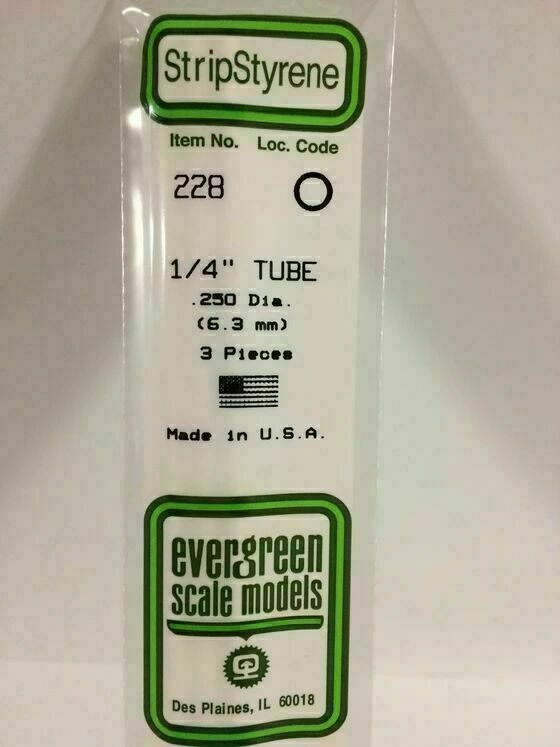 StripStyrene
Item No. Loc. Code
228
1/4" TUBE
.250 Dia.
(6.3 mm)
3 Pieces
Made in U.S.A.
evergreen
scale models
Des Plaines, IL 60018